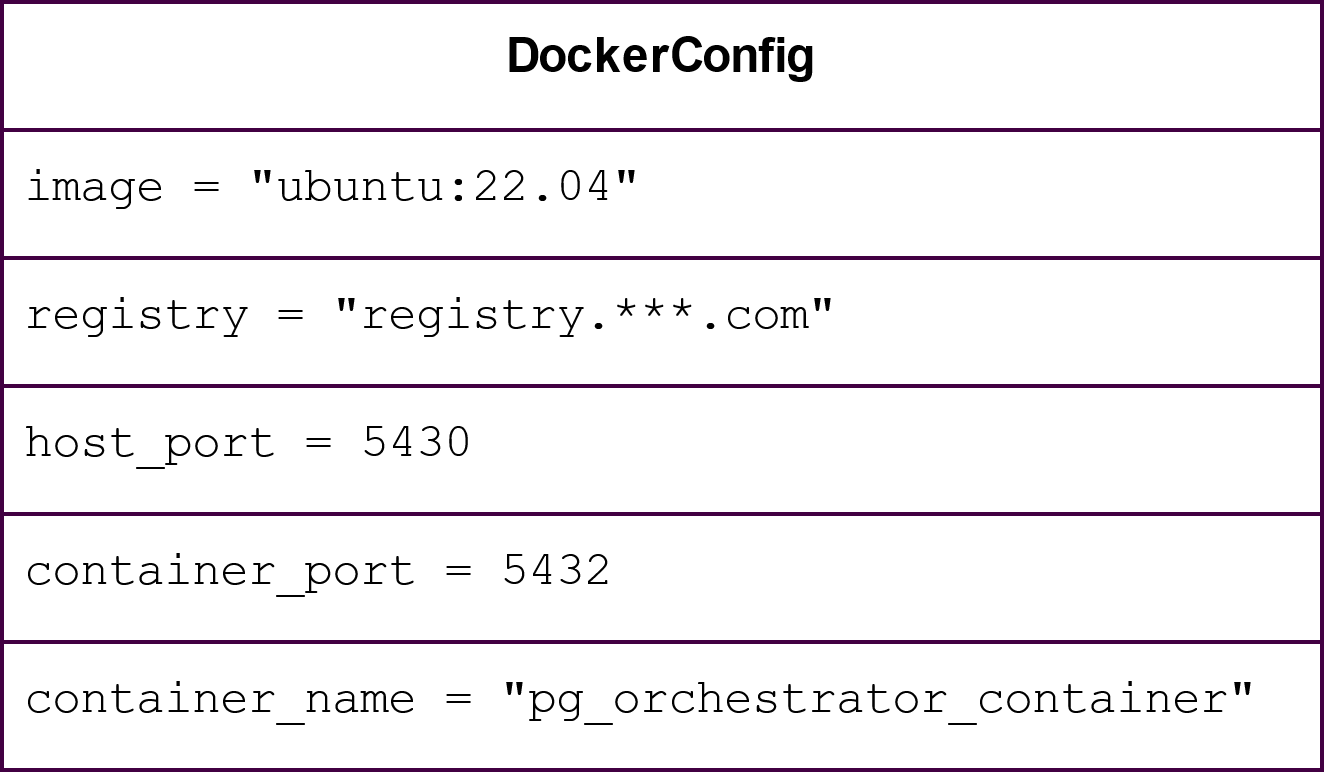 DockerConfig
image = "ubuntu:22.04"
registry = "registry.***.com"
host_port = 5430
container_port = 5432
container_name = "pg_orchestrator_container"